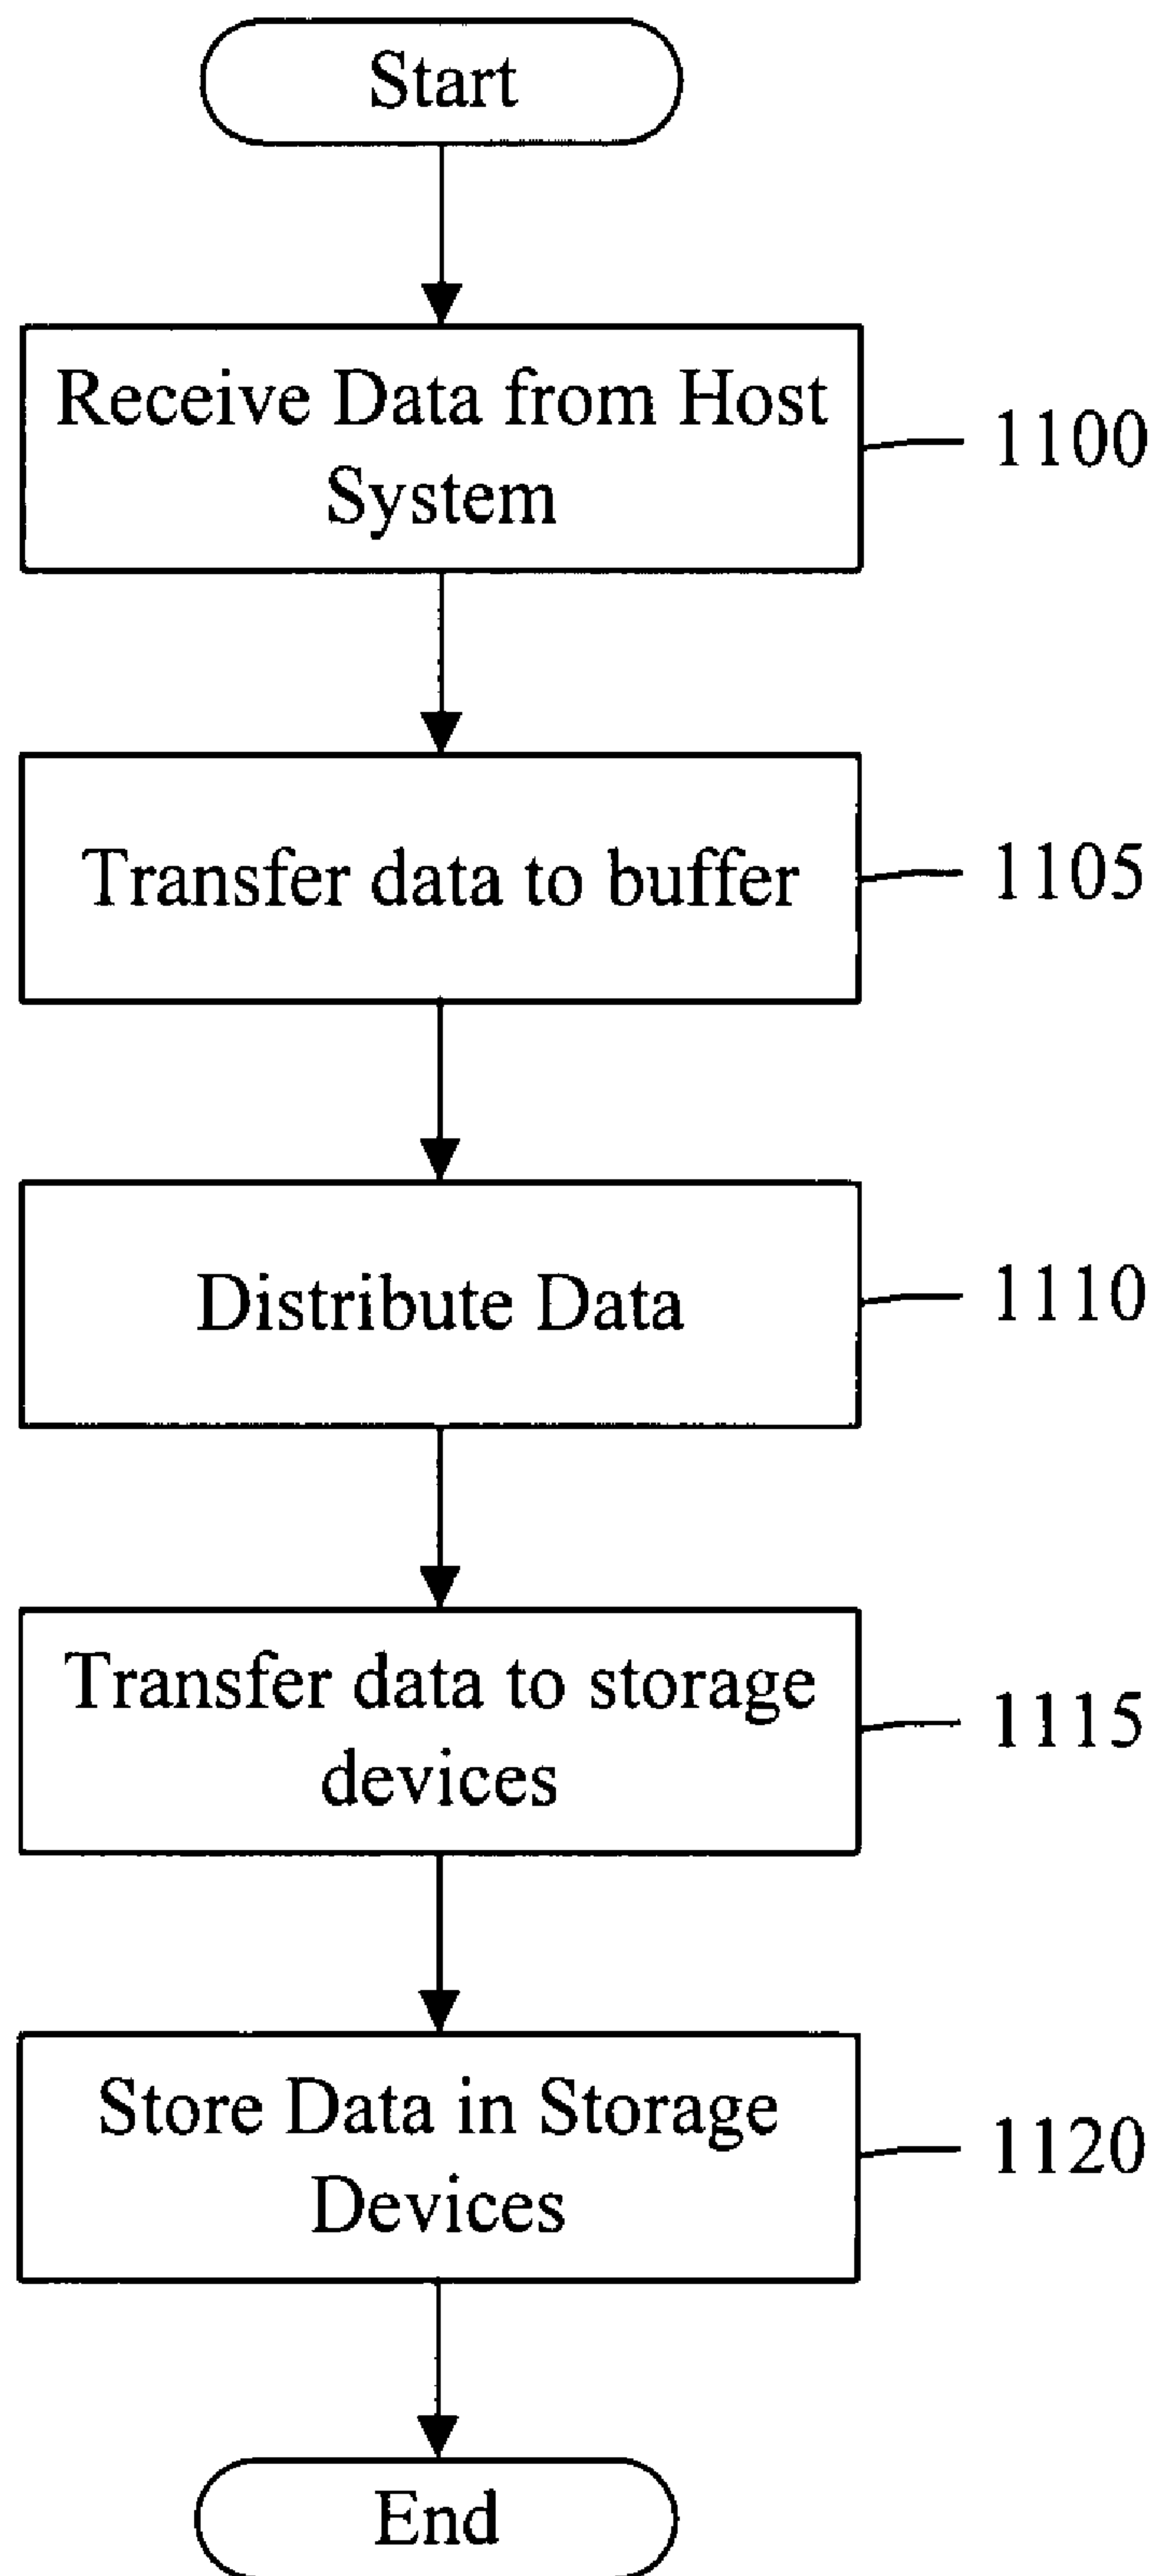 Start
Receive Data from Host
System
1100
Transfer data to buffer
1105
Distribute Data
1110
Transfer data to storage
devices
1115
Store Data in Storage
Devices
1120
End